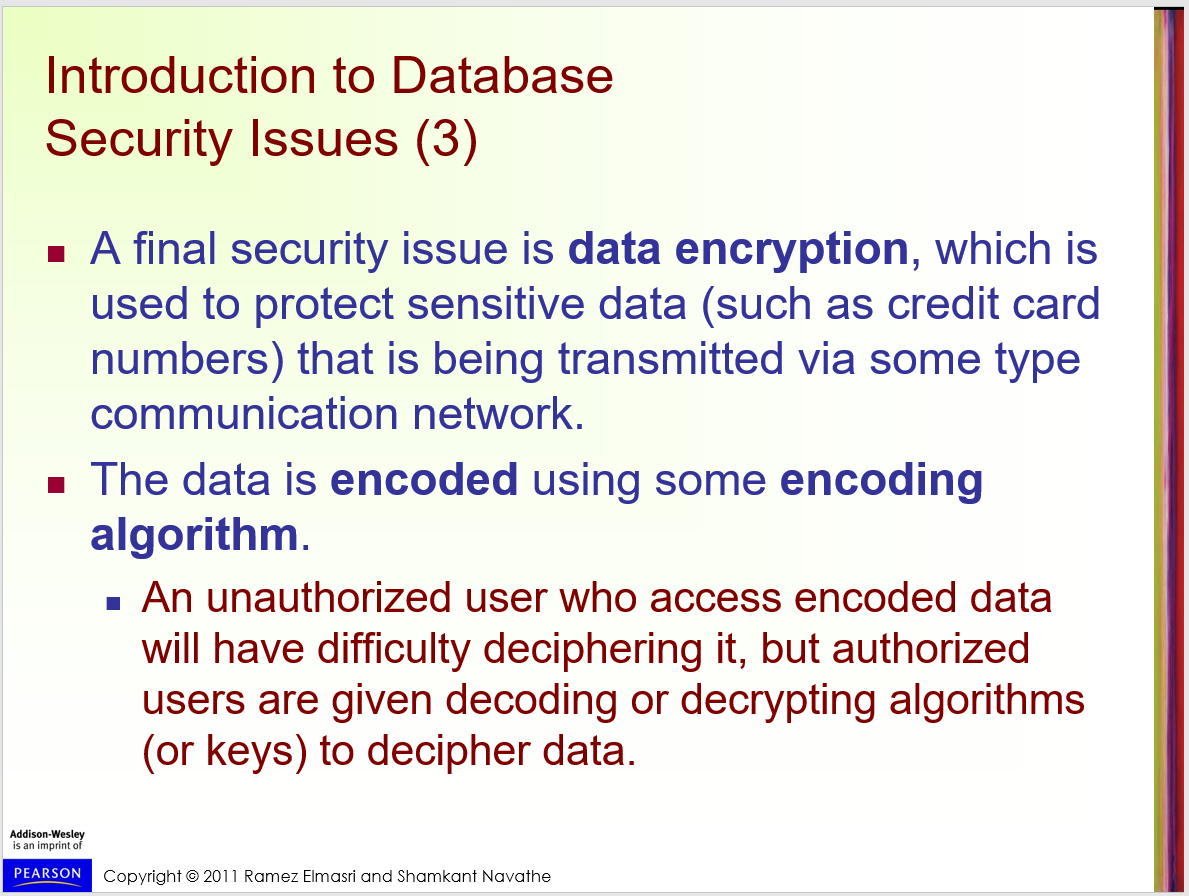 Introduction to Database
Security Issues (3)
A final security issue is data encryption, which is
used to protect sensitive data (such as credit card
numbers) that is being transmitted via some type
communication network.
The data is encoded using some encoding
algorithm.
An unauthorized user who access encoded data
will have difficulty deciphering it, but authorized
users are given decoding or decrypting algorithms
(or keys) to decipher data.
Addison-Wesley
is an imprint of
PEARSON
Copyright © 2011 Ramez Elmasri and Shamkant Navathe